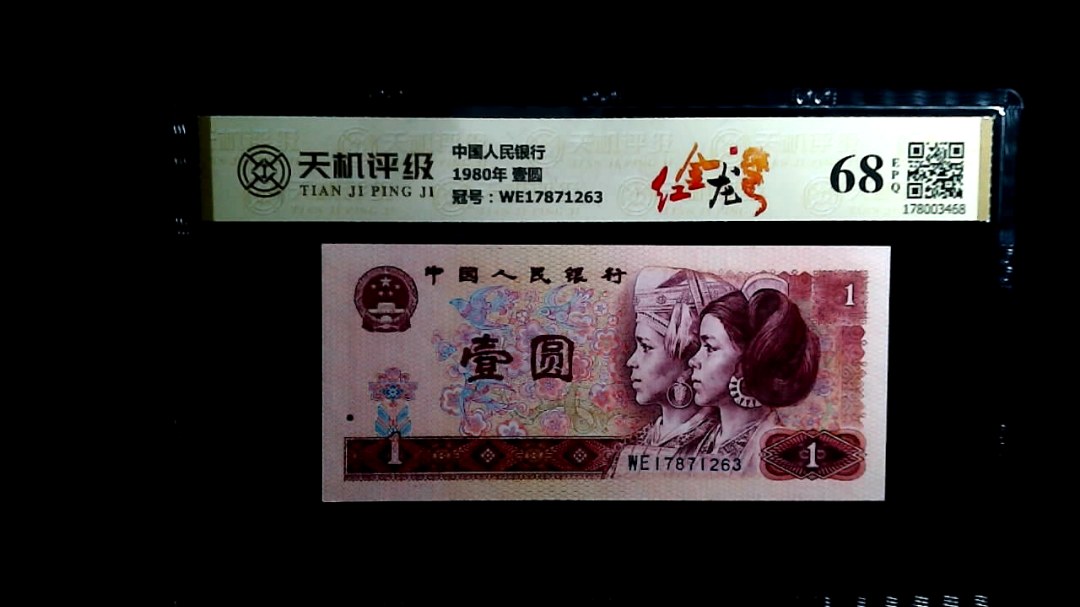 天机评级
TIAN JI PING JI
中国人民银行
1980年 壹圆
冠号：WE17871263
红金龙
68
EPQ
178003468
中国人民银行
1
壹圆
1
WE17871263
1